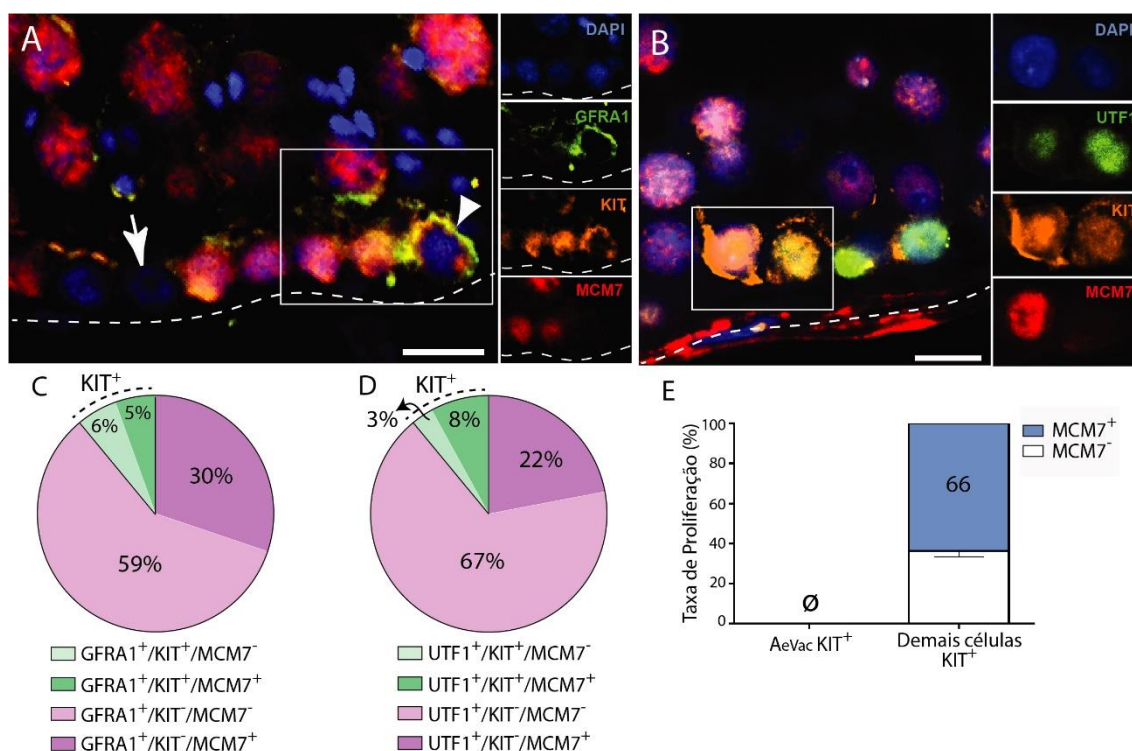 A
DAPI
GFRA1
KIT
MCM7
B
DAPI
UTF1
KIT
MCM7
C
KIT⁺
6%
5%
30%
59%
GFRA1⁺/KIT⁺/MCM7⁻
GFRA1⁺/KIT⁺/MCM7⁺
GFRA1⁺/KIT⁻/MCM7⁻
GFRA1⁺/KIT⁻/MCM7⁺
D
KIT⁺
3%
8%
22%
67%
UTF1⁺/KIT⁺/MCM7⁻
UTF1⁺/KIT⁺/MCM7⁺
UTF1⁺/KIT⁻/MCM7⁻
UTF1⁺/KIT⁻/MCM7⁺
E
MCM7⁺
MCM7⁻
Taxa de Proliferação (%)
100
80
60
40
20
0
Ø
66
AeVac KIT⁺
Demais células
KIT⁺